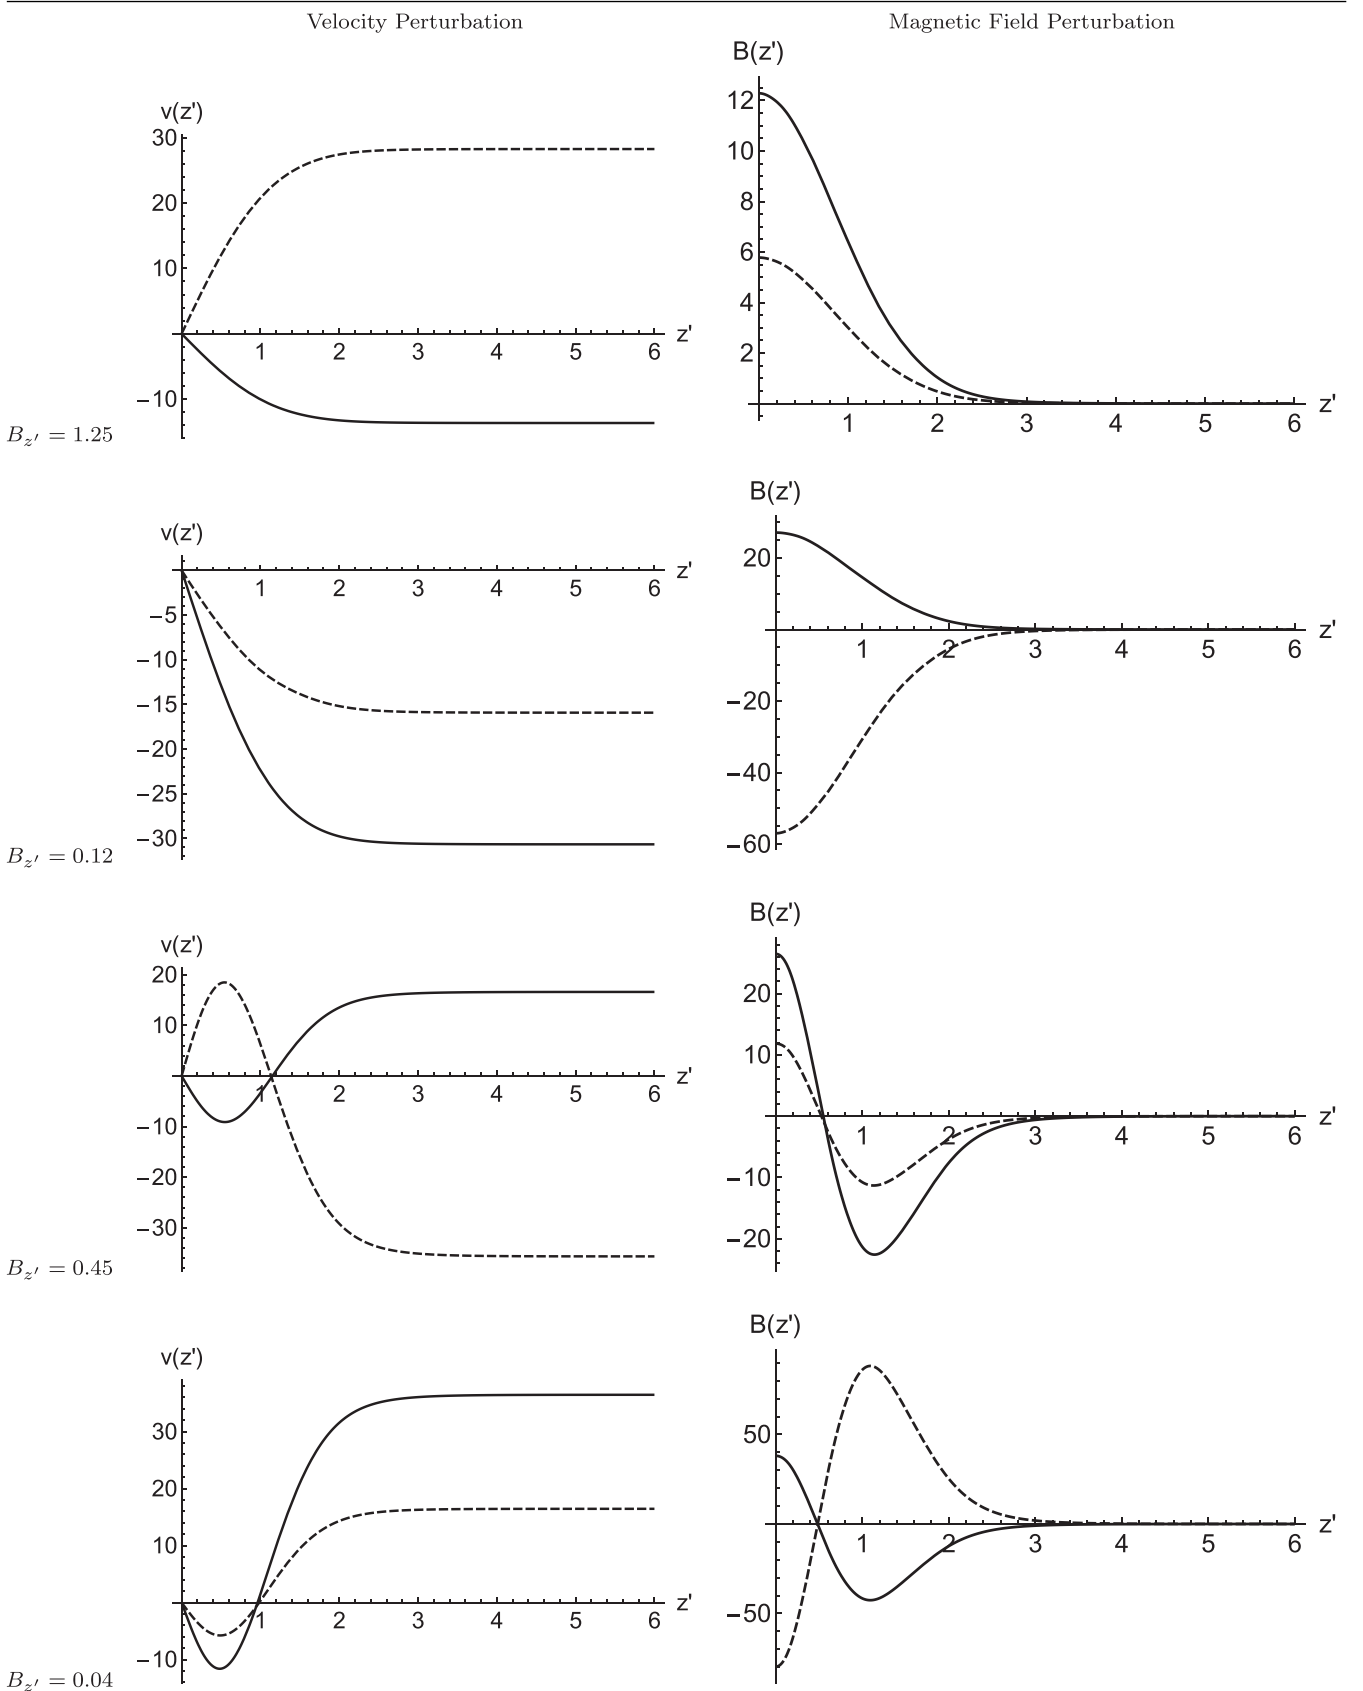 Velocity Perturbation
Magnetic Field Perturbation
v(z')
30
20
10
−10
1 2 3 4 5 6 z'
B(z')
12
10
8
6
4
2
1 2 3 4 5 6 z'
B_z′ = 1.25
v(z')
1 2 3 4 5 6 z'
−5
−10
−15
−20
−25
−30
B(z')
20
1 2 3 4 5 6 z'
−20
−40
−60
B_z′ = 0.12
v(z')
20
10
1 2 3 4 5 6 z'
−10
−20
−30
B(z')
20
10
1 2 3 4 5 6 z'
−10
−20
B_z′ = 0.45
v(z')
30
20
10
1 2 3 4 5 6 z'
−10
B(z')
50
1 2 3 4 5 6 z'
−50
B_z′ = 0.04